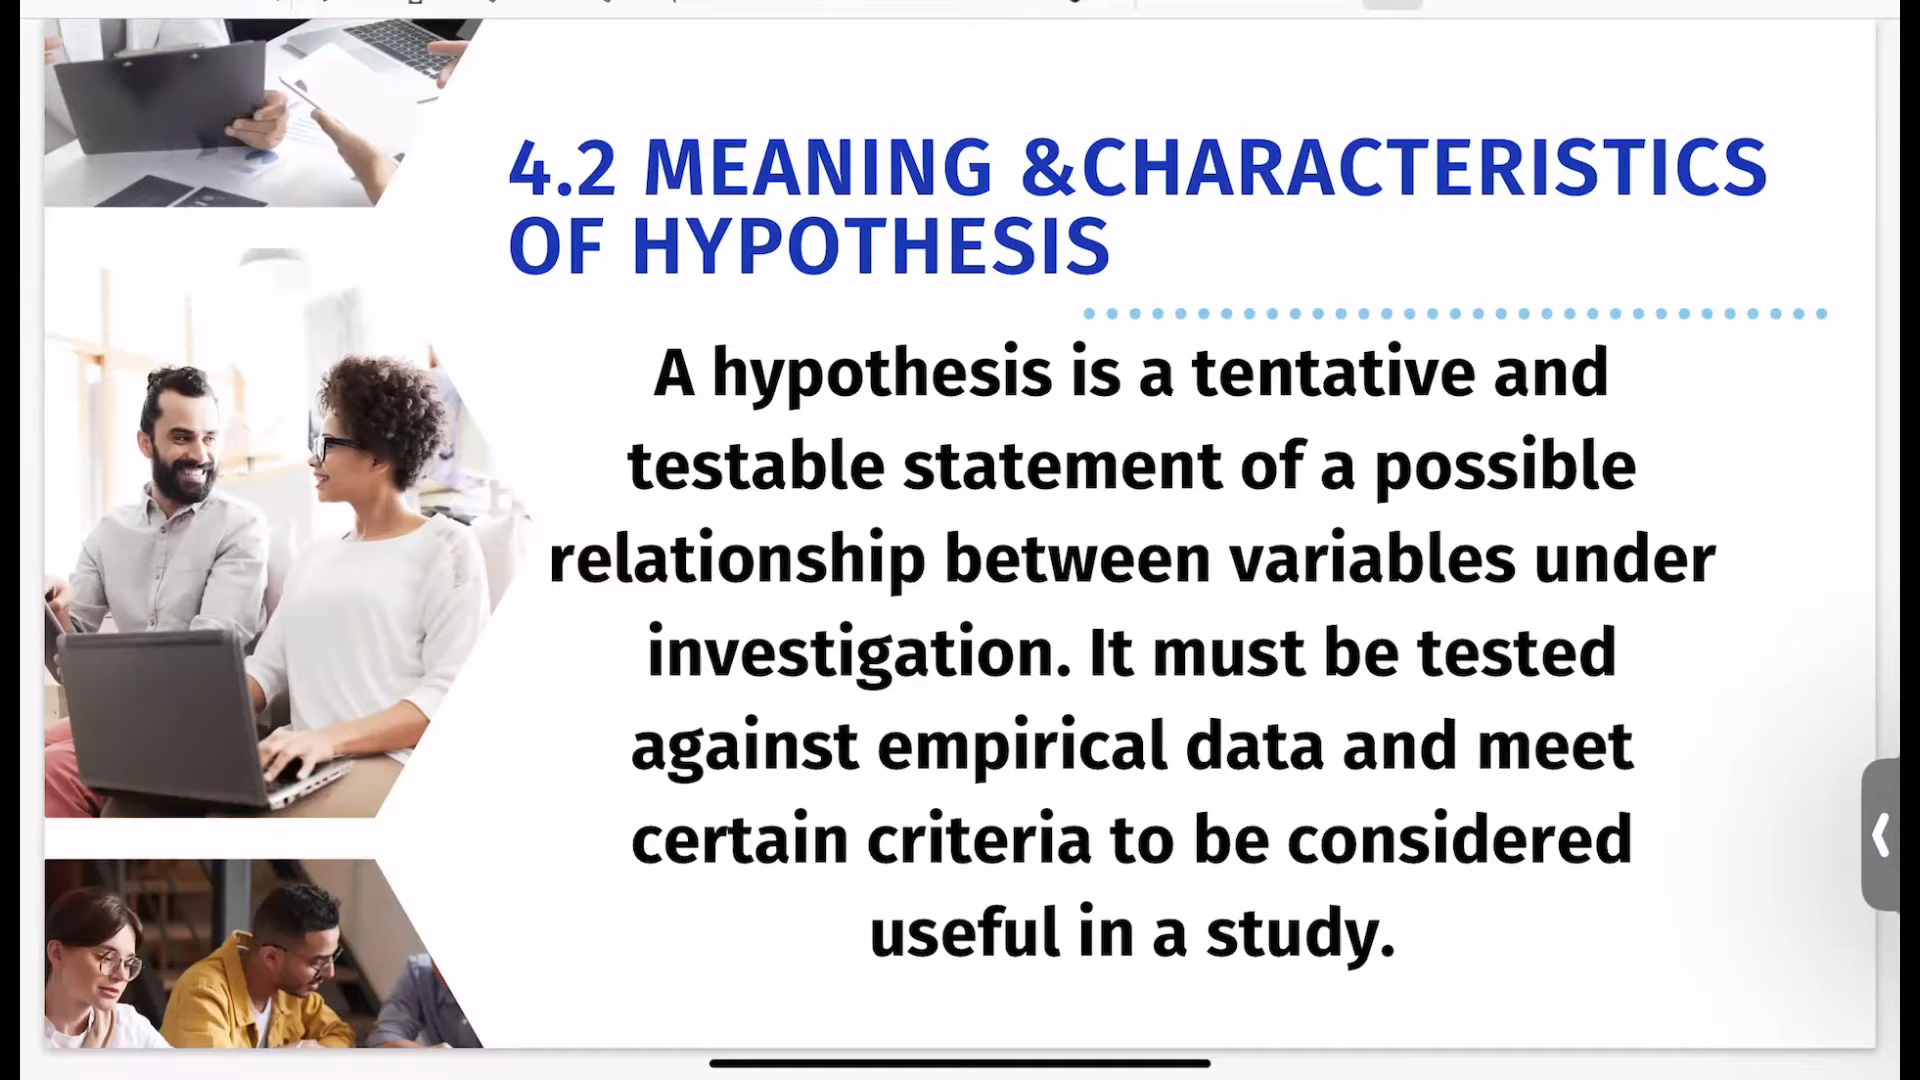 4.2 MEANING &CHARACTERISTICS
OF HYPOTHESIS
A hypothesis is a tentative and
testable statement of a possible
relationship between variables under
investigation. It must be tested
against empirical data and meet
certain criteria to be considered
useful in a study.